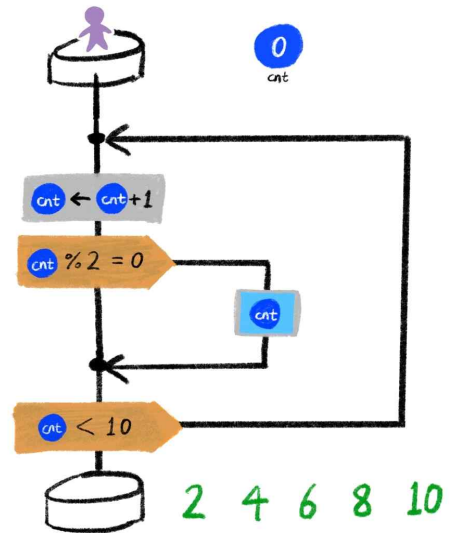 0
cnt
cnt ← cnt+1
cnt %2 = 0
cnt
cnt < 10
2 4 6 8 10